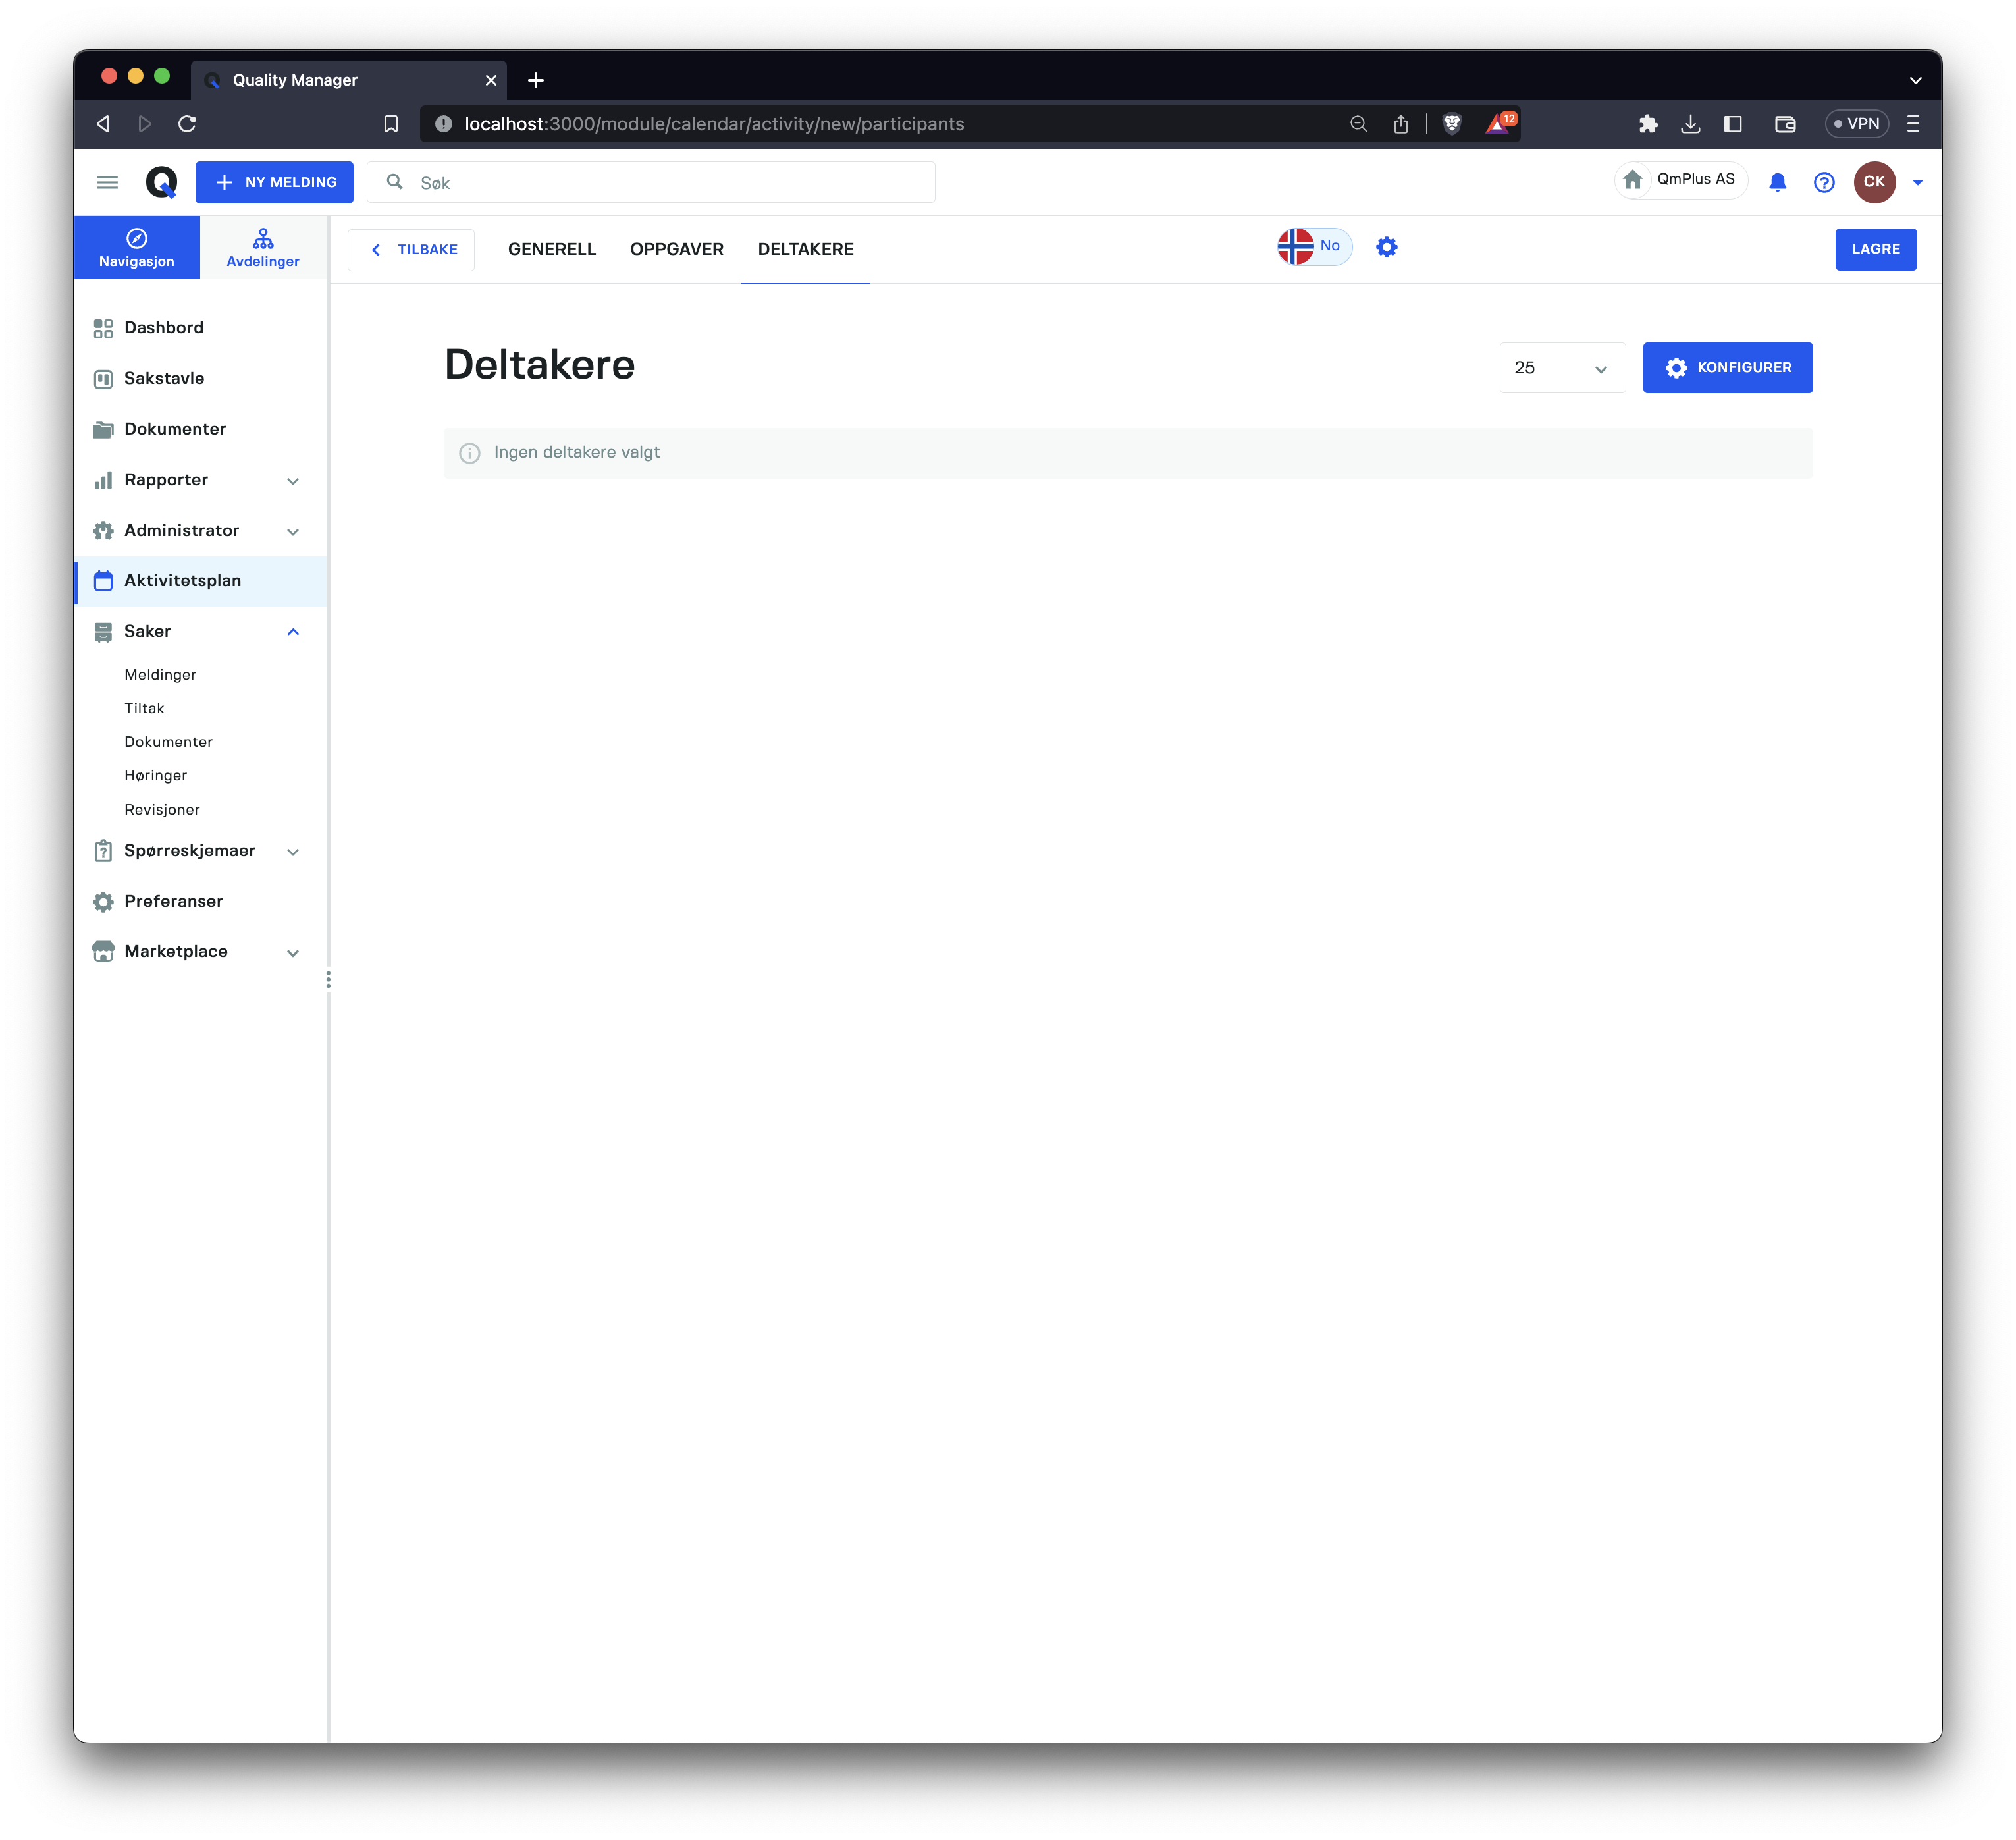 Quality Manager
localhost:3000/module/calendar/activity/new/participants
12
VPN
NY MELDING
Søk
QmPlus AS
CK
Navigasjon
Avdelinger
TILBAKE
GENERELL
OPPGAVER
DELTAKERE
No
LAGRE
Dashbord
Sakstavle
Dokumenter
Rapporter
Administrator
Aktivitetsplan
Saker
Meldinger
Tiltak
Dokumenter
Høringer
Revisjoner
Spørreskjemaer
Preferanser
Marketplace
Deltakere
25
KONFIGURER
Ingen deltakere valgt